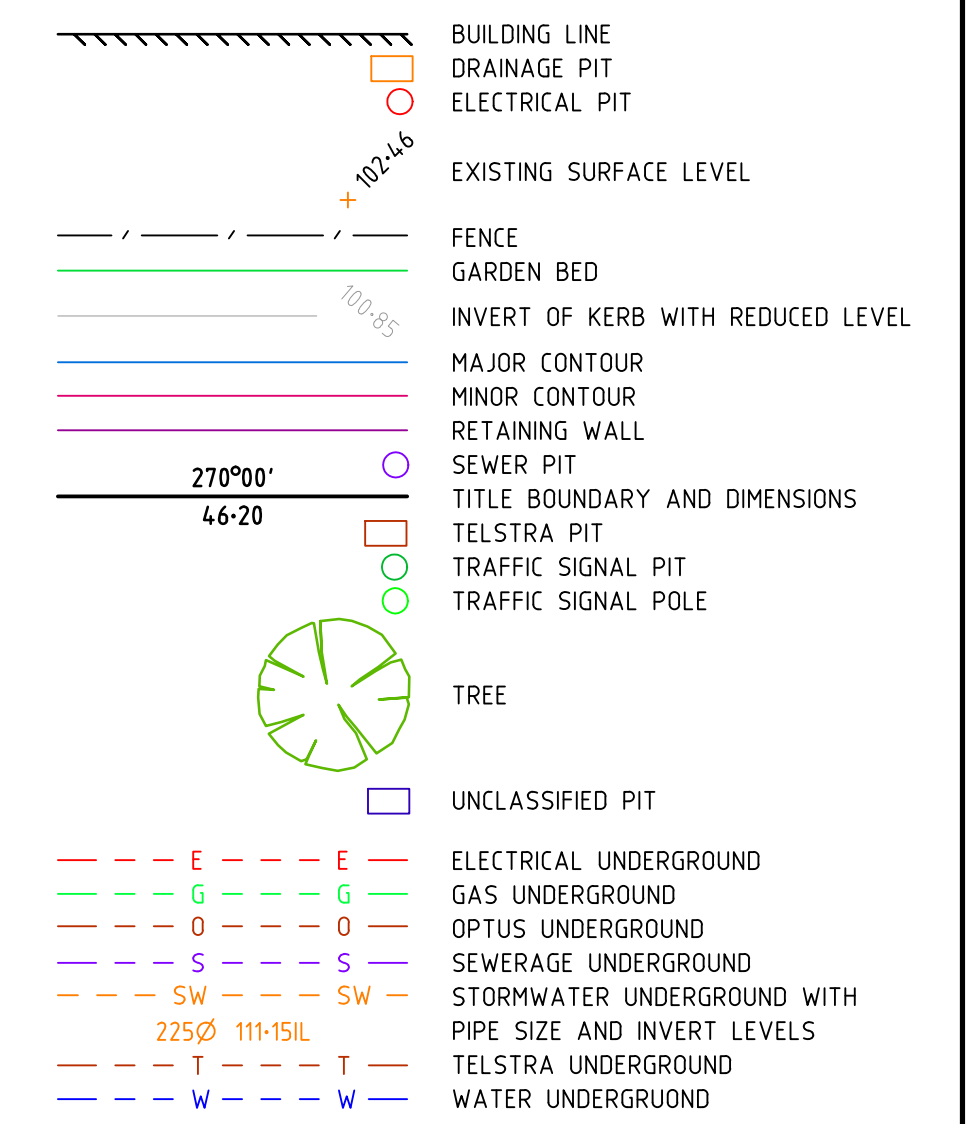 BUILDING LINE
DRAINAGE PIT
ELECTRICAL PIT
102·46 EXISTING SURFACE LEVEL
FENCE
GARDEN BED
100·85 INVERT OF KERB WITH REDUCED LEVEL
MAJOR CONTOUR
MINOR CONTOUR
RETAINING WALL
SEWER PIT
270°00'
TITLE BOUNDARY AND DIMENSIONS
46·20
TELSTRA PIT
TRAFFIC SIGNAL PIT
TRAFFIC SIGNAL POLE
TREE
UNCLASSIFIED PIT
E E ELECTRICAL UNDERGROUND
G G GAS UNDERGROUND
O O OPTUS UNDERGROUND
S S SEWERAGE UNDERGROUND
SW SW STORMWATER UNDERGROUND WITH
225Ø 111·15IL PIPE SIZE AND INVERT LEVELS
T T TELSTRA UNDERGROUND
W W WATER UNDERGRUOND